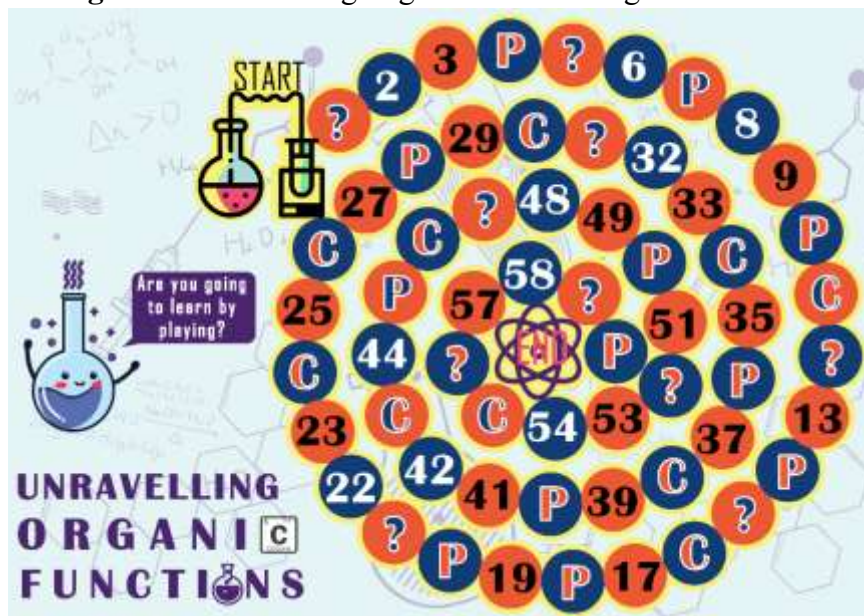 START
?
2
3
P
?
6
P
8
9
P
C
?
13
P
?
C
17
P
19
P
?
22
23
C
25
C
27
P
29
C
?
32
33
C
35
P
37
C
39
P
41
42
C
44
P
C
?
48
49
P
51
?
53
54
C
?
57
58
?
P
END
Δn > 0
Are you going
to learn by
playing?
UNRAVELLING
ORGANIC
FUNCTIONS